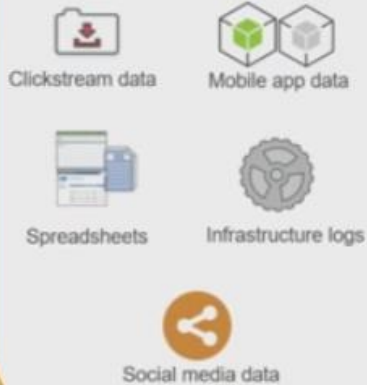 Clickstream data
Mobile app data
Spreadsheets
Infrastructure logs
Social media data